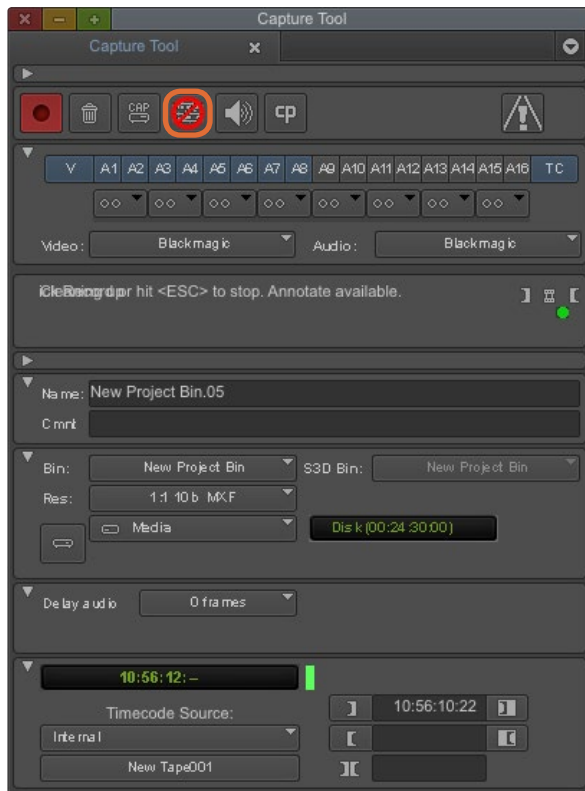 Capture Tool
Capture Tool
CAP
CP
V A1 A2 A3 A4 A5 A6 A7 A8 A9 A10 A11 A12 A13 A14 A15 A16 TC
Video: Blackmagic Audio: Blackmagic
or hit <ESC> to stop. Annotate available.
Name: New Project Bin.05
Cmnt
Bin: New Project Bin S3D Bin: New Project Bin
Res: 1:1 10b MXF
Media Disk(00:24:30:00)
Delay audio 0 frames
10:56:12:–
Timecode Source: 10:56:10:22
Internal
New Tape001